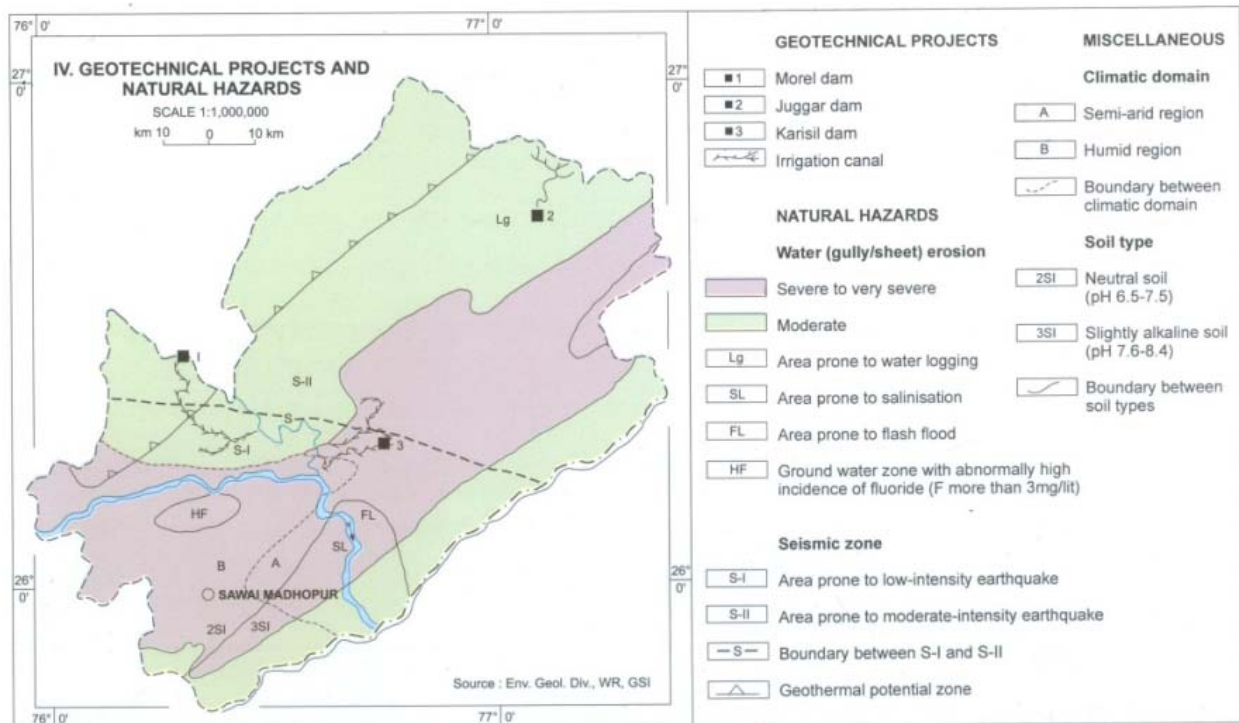 76° 0'
77° 0'
27° 0'
27° 0'
IV. GEOTECHNICAL PROJECTS AND
NATURAL HAZARDS
SCALE 1:1,000,000
km 10 0 10 km
Lg
2
1
S-II
S
S-I
3
HF
FL
SL
B
A
SAWAI MADHOPUR
2SI
3SI
26° 0'
26° 0'
Source : Env. Geol. Div., WR, GSI
76° 0'
77° 0'
GEOTECHNICAL PROJECTS
1 Morel dam
2 Juggar dam
3 Karisil dam
Irrigation canal
NATURAL HAZARDS
Water (gully/sheet) erosion
Severe to very severe
Moderate
Lg Area prone to water logging
SL Area prone to salinisation
FL Area prone to flash flood
HF Ground water zone with abnormally high
incidence of fluoride (F more than 3mg/lit)
Seismic zone
S-I Area prone to low-intensity earthquake
S-II Area prone to moderate-intensity earthquake
S Boundary between S-I and S-II
Geothermal potential zone
MISCELLANEOUS
Climatic domain
A Semi-arid region
B Humid region
Boundary between
climatic domain
Soil type
2SI Neutral soil
(pH 6.5-7.5)
3SI Slightly alkaline soil
(pH 7.6-8.4)
Boundary between
soil types